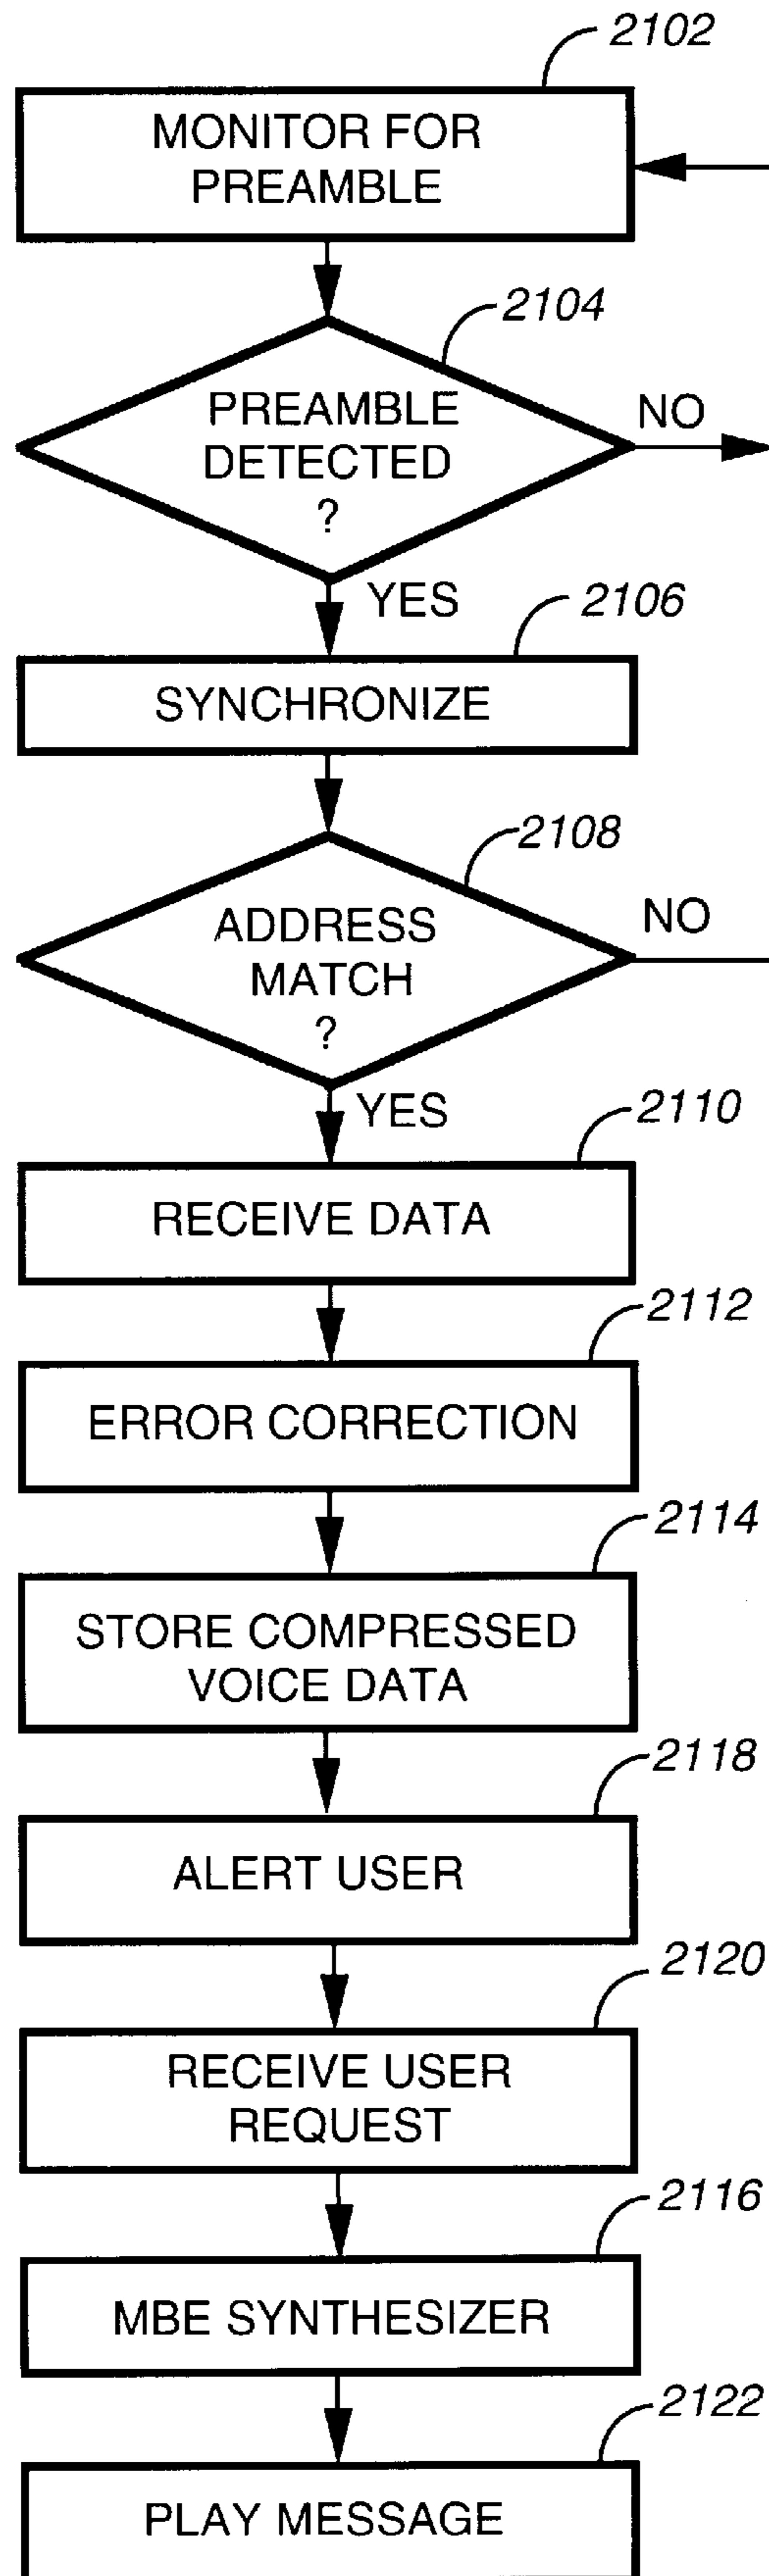 2102
MONITOR FOR
PREAMBLE
2104
PREAMBLE
DETECTED
?
NO
YES
2106
SYNCHRONIZE
2108
ADDRESS
MATCH
?
NO
YES
2110
RECEIVE DATA
2112
ERROR CORRECTION
2114
STORE COMPRESSED
VOICE DATA
2118
ALERT USER
2120
RECEIVE USER
REQUEST
2116
MBE SYNTHESIZER
2122
PLAY MESSAGE